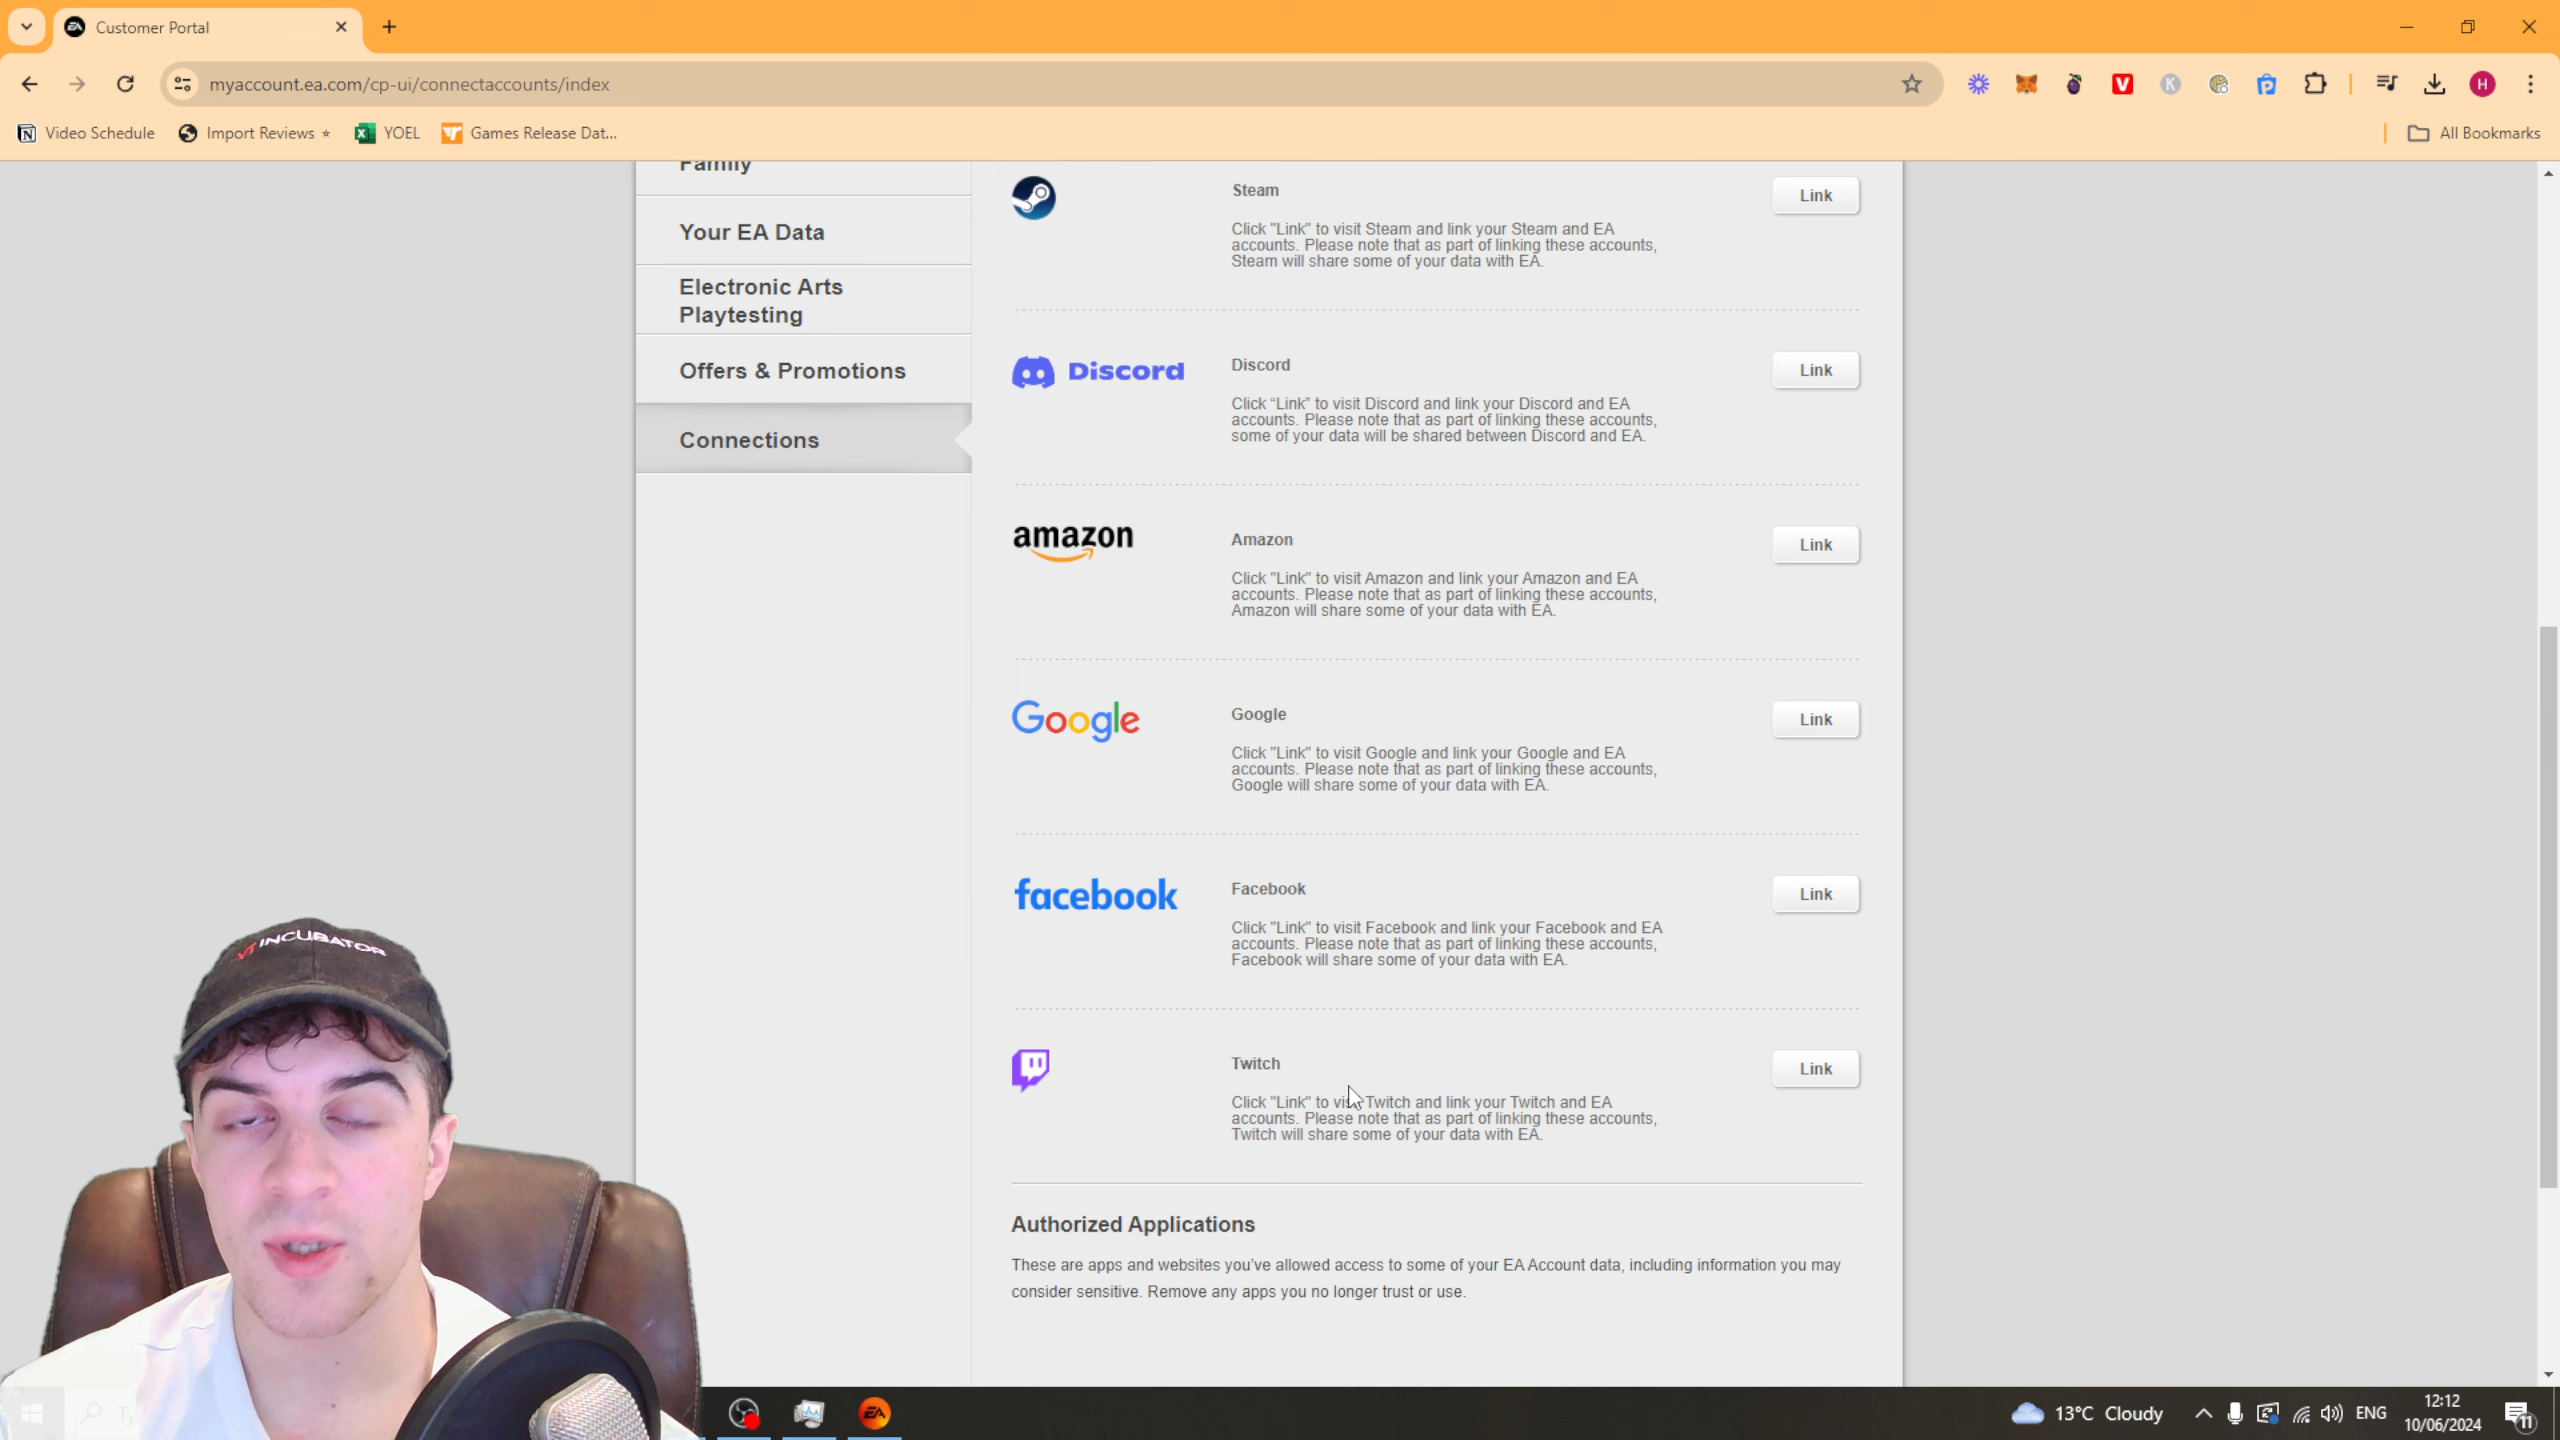 Customer Portal
myaccount.ea.com/cp-ui/connectaccounts/index
H
Video Schedule
Import Reviews
YOEL
Games Release Dat...
All Bookmarks
Family
Your EA Data
Electronic Arts
Playtesting
Offers & Promotions
Connections
Steam
Link
Click "Link" to visit Steam and link your Steam and EA
accounts. Please note that as part of linking these accounts,
Steam will share some of your data with EA.
Discord
Discord
Link
Click “Link” to visit Discord and link your Discord and EA
accounts. Please note that as part of linking these accounts,
some of your data will be shared between Discord and EA.
amazon
Amazon
Link
Click "Link" to visit Amazon and link your Amazon and EA
accounts. Please note that as part of linking these accounts,
Amazon will share some of your data with EA.
Google
Google
Link
Click "Link" to visit Google and link your Google and EA
accounts. Please note that as part of linking these accounts,
Google will share some of your data with EA.
facebook
Facebook
Link
Click "Link" to visit Facebook and link your Facebook and EA
accounts. Please note that as part of linking these accounts,
Facebook will share some of your data with EA.
Twitch
Link
Click "Link" to visit Twitch and link your Twitch and EA
accounts. Please note that as part of linking these accounts,
Twitch will share some of your data with EA.
Authorized Applications
These are apps and websites you've allowed access to some of your EA Account data, including information you may
consider sensitive. Remove any apps you no longer trust or use.
YT INCUBATOR
EA
13°C Cloudy
ENG
12:12
10/06/2024
11